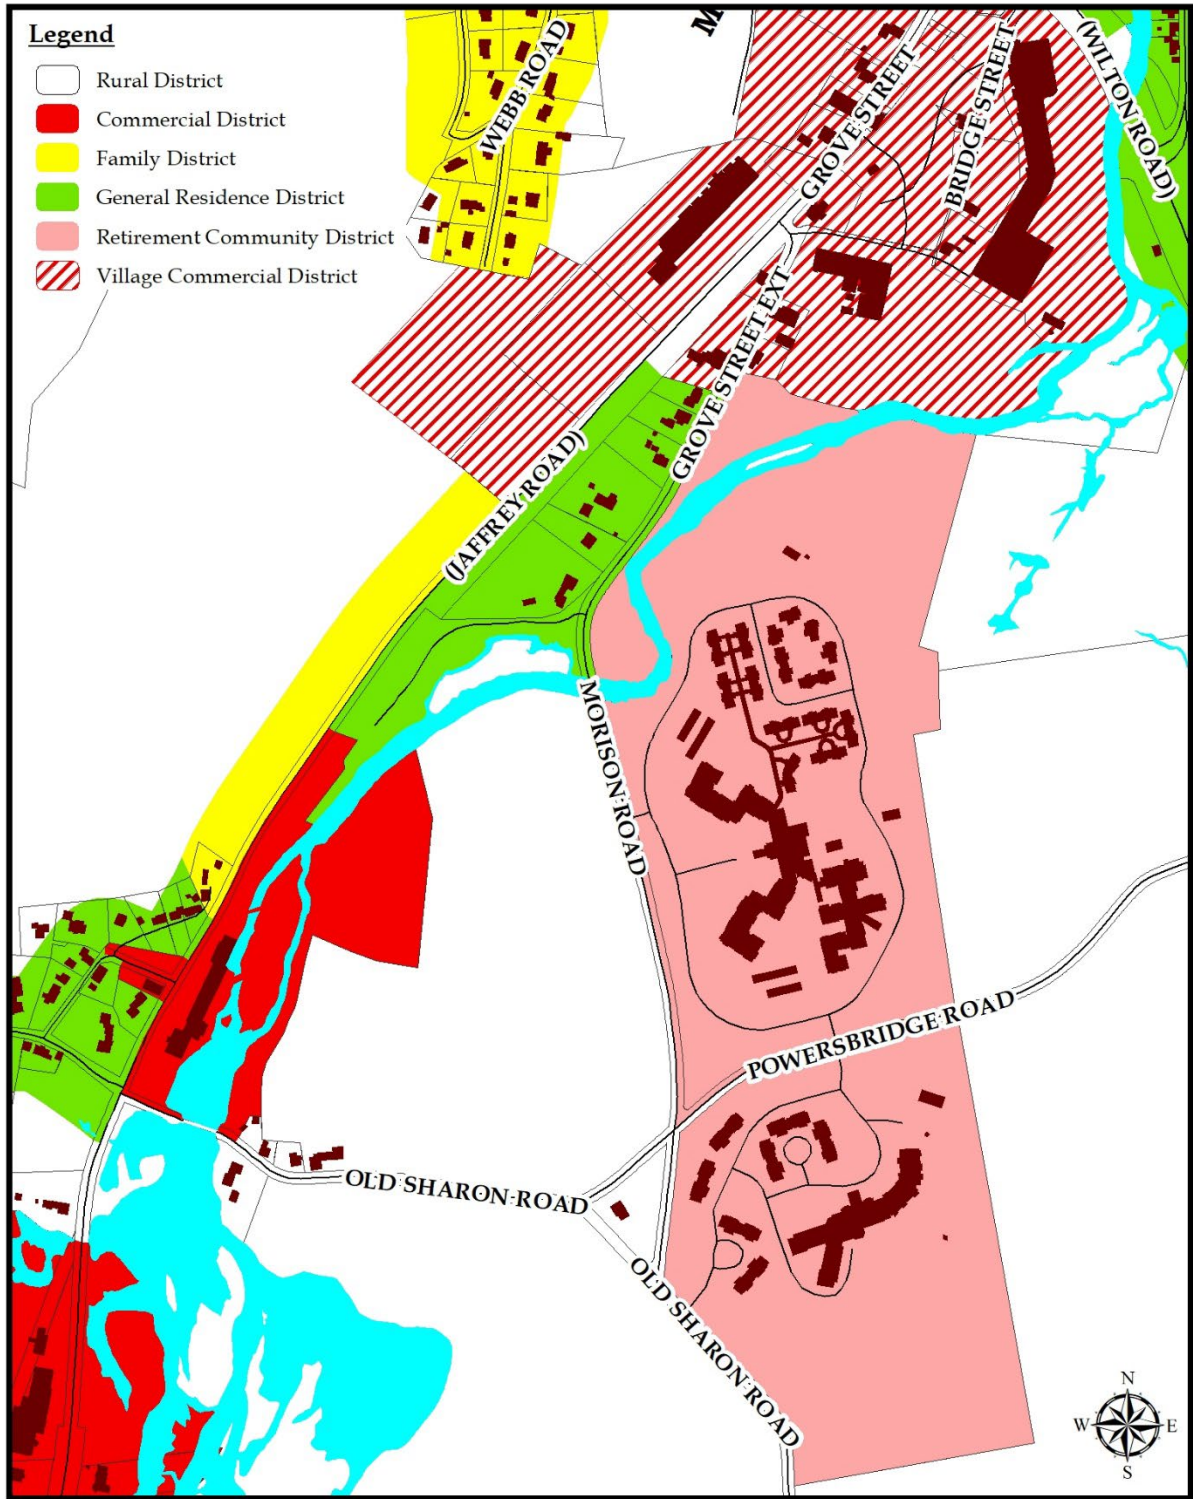 Legend
Rural District
Commercial District
Family District
General Residence District
Retirement Community District
Village Commercial District
WEBB ROAD
M
GROVE STREET
BRIDGE STREET
(WILTON ROAD)
GROVE STREET EXT
(JAFFREY ROAD)
MORISON ROAD
POWERSBRIDGE ROAD
OLD SHARON ROAD
OLD SHARON ROAD
N
W
E
S